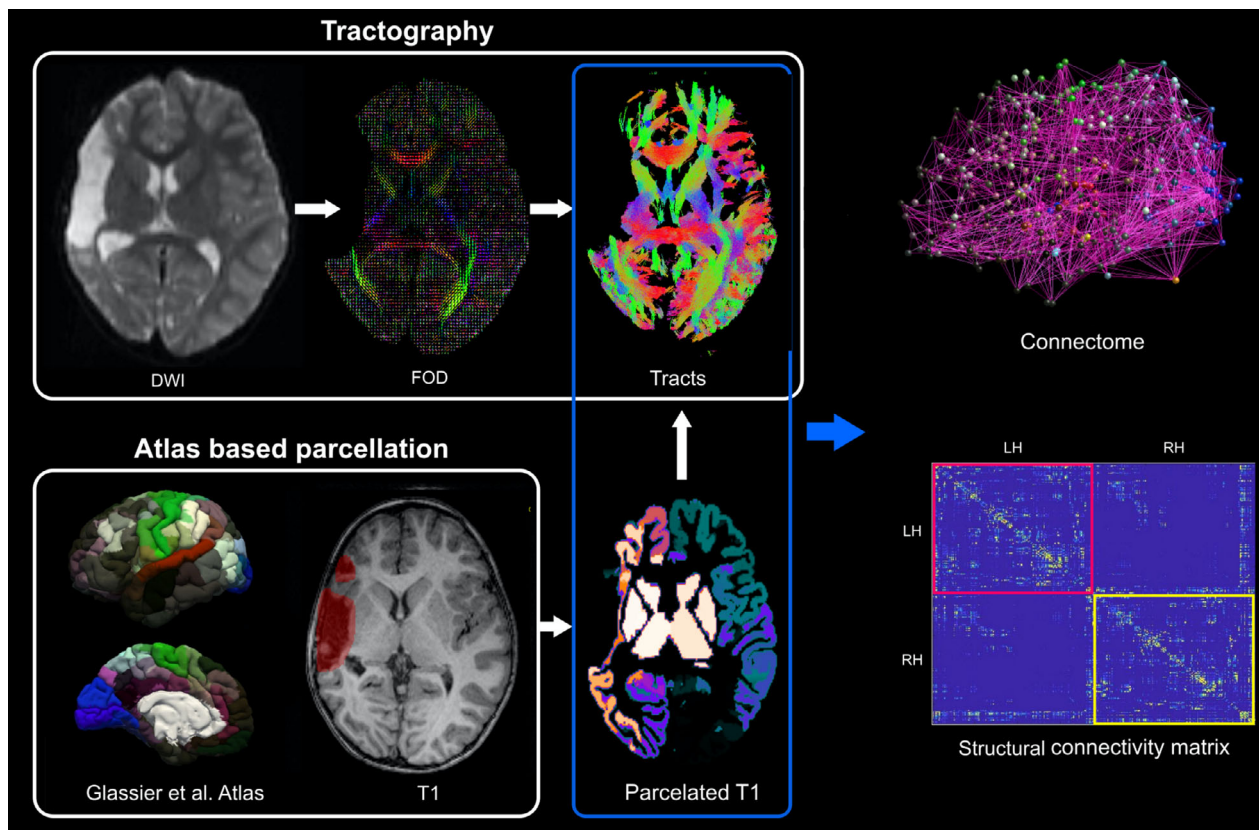 Tractography
DWI
FOD
Tracts
Connectome
Atlas based parcellation
Glassier et al. Atlas
T1
Parcelated T1
LH
RH
LH
RH
Structural connectivity matrix